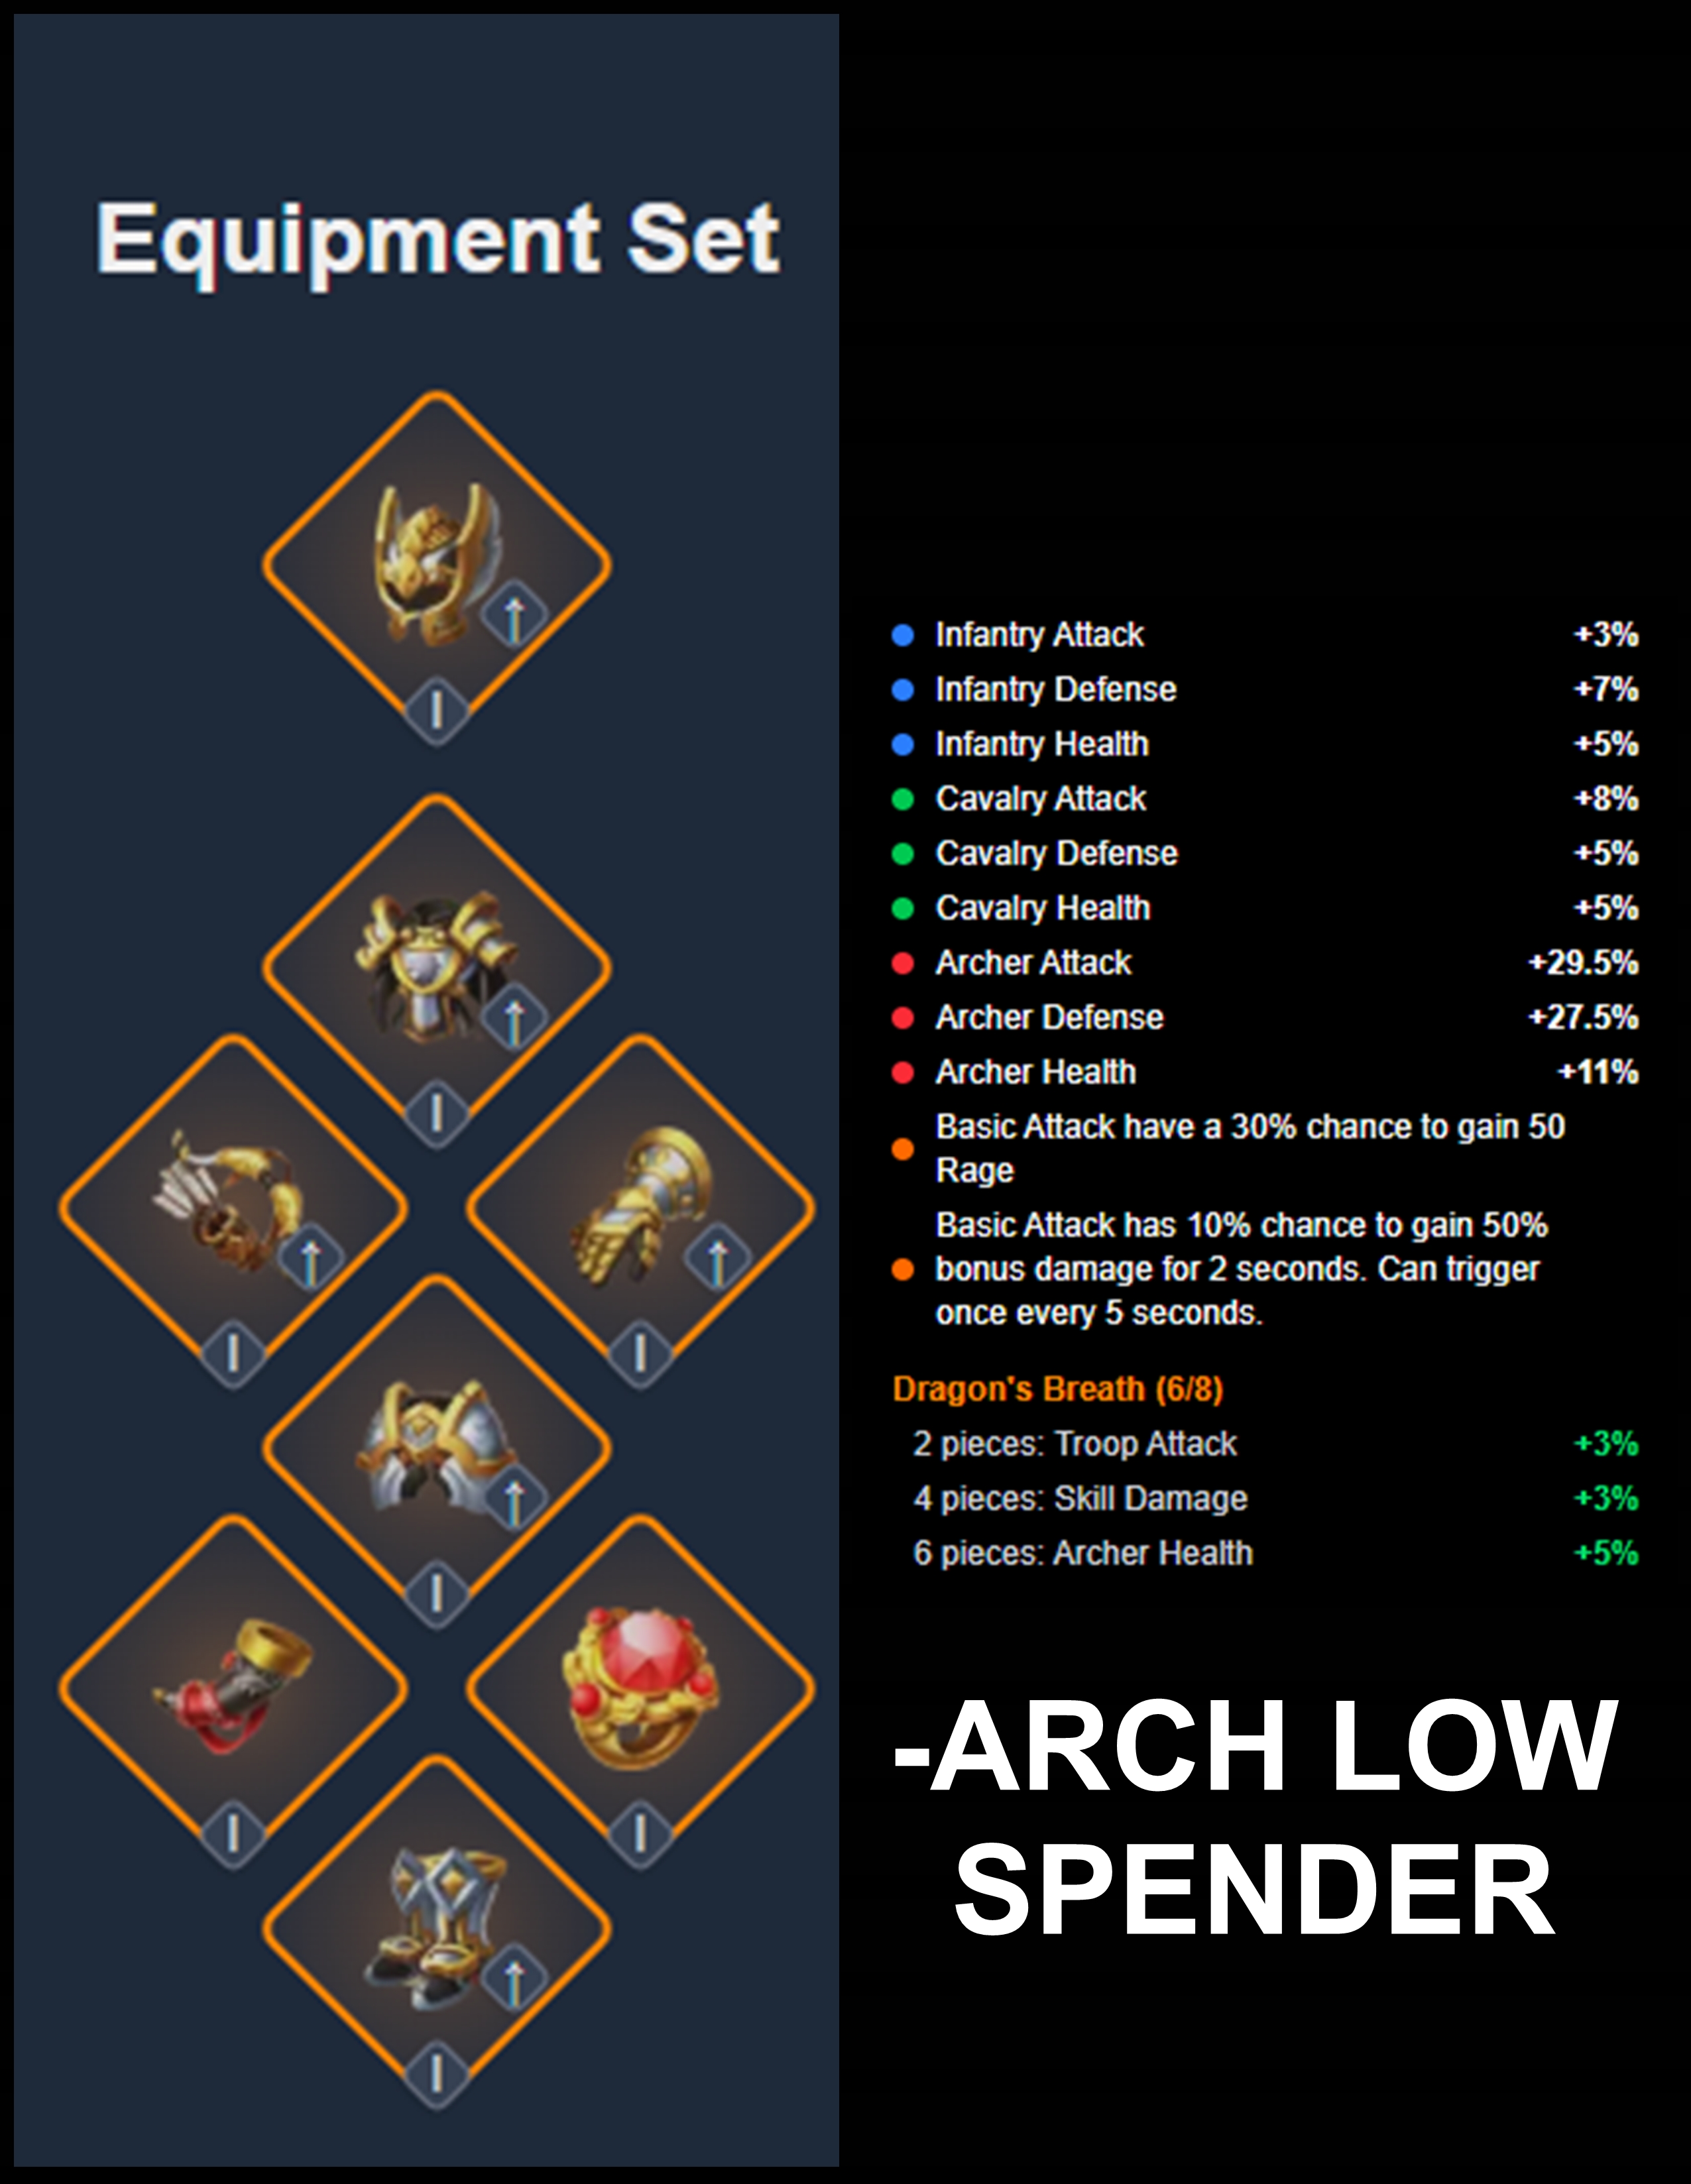 Equipment Set
I
I
I
I
I
I
I
I
Infantry Attack +3%
Infantry Defense +7%
Infantry Health +5%
Cavalry Attack +8%
Cavalry Defense +5%
Cavalry Health +5%
Archer Attack +29.5%
Archer Defense +27.5%
Archer Health +11%
Basic Attack have a 30% chance to gain 50
Rage
Basic Attack has 10% chance to gain 50%
bonus damage for 2 seconds. Can trigger
once every 5 seconds.
Dragon's Breath (6/8)
2 pieces: Troop Attack +3%
4 pieces: Skill Damage +3%
6 pieces: Archer Health +5%
-ARCH LOW
SPENDER